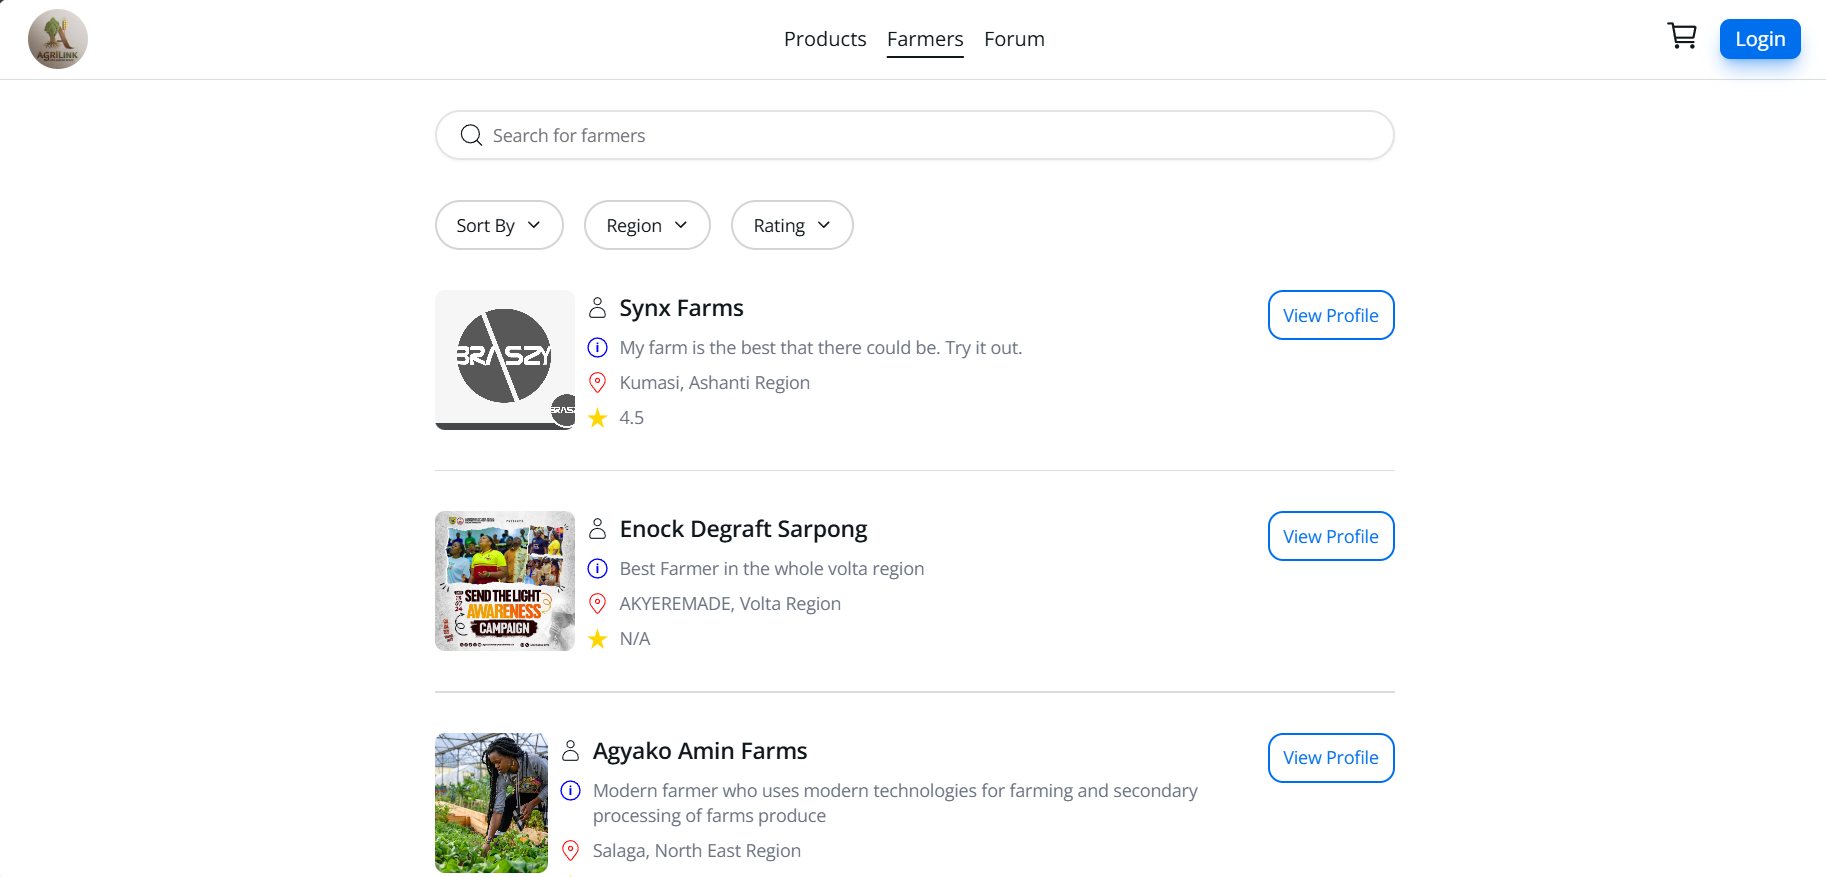 AGRILINK
Products
Farmers
Forum
Login
Search for farmers
Sort By
Region
Rating
BRASZY
Synx Farms
View Profile
My farm is the best that there could be. Try it out.
Kumasi, Ashanti Region
4.5
SEND THE LIGHT
AWARENESS
CAMPAIGN
Enock Degraft Sarpong
View Profile
Best Farmer in the whole volta region
AKYEREMADE, Volta Region
N/A
Agyako Amin Farms
View Profile
Modern farmer who uses modern technologies for farming and secondary
processing of farms produce
Salaga, North East Region